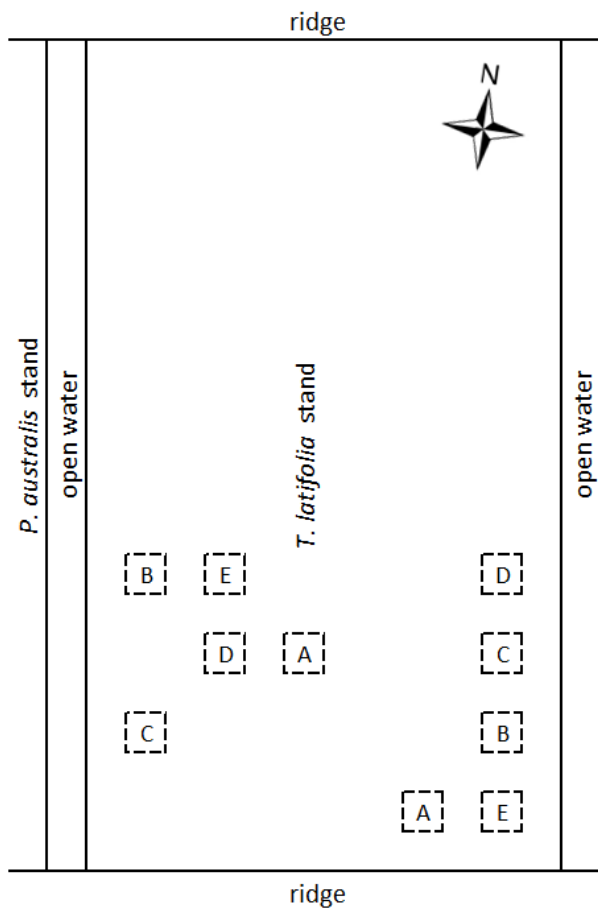 ridge
N
P. australis stand
open water
T. latifolia stand
open water
B E D
D A C
C B
A E
ridge